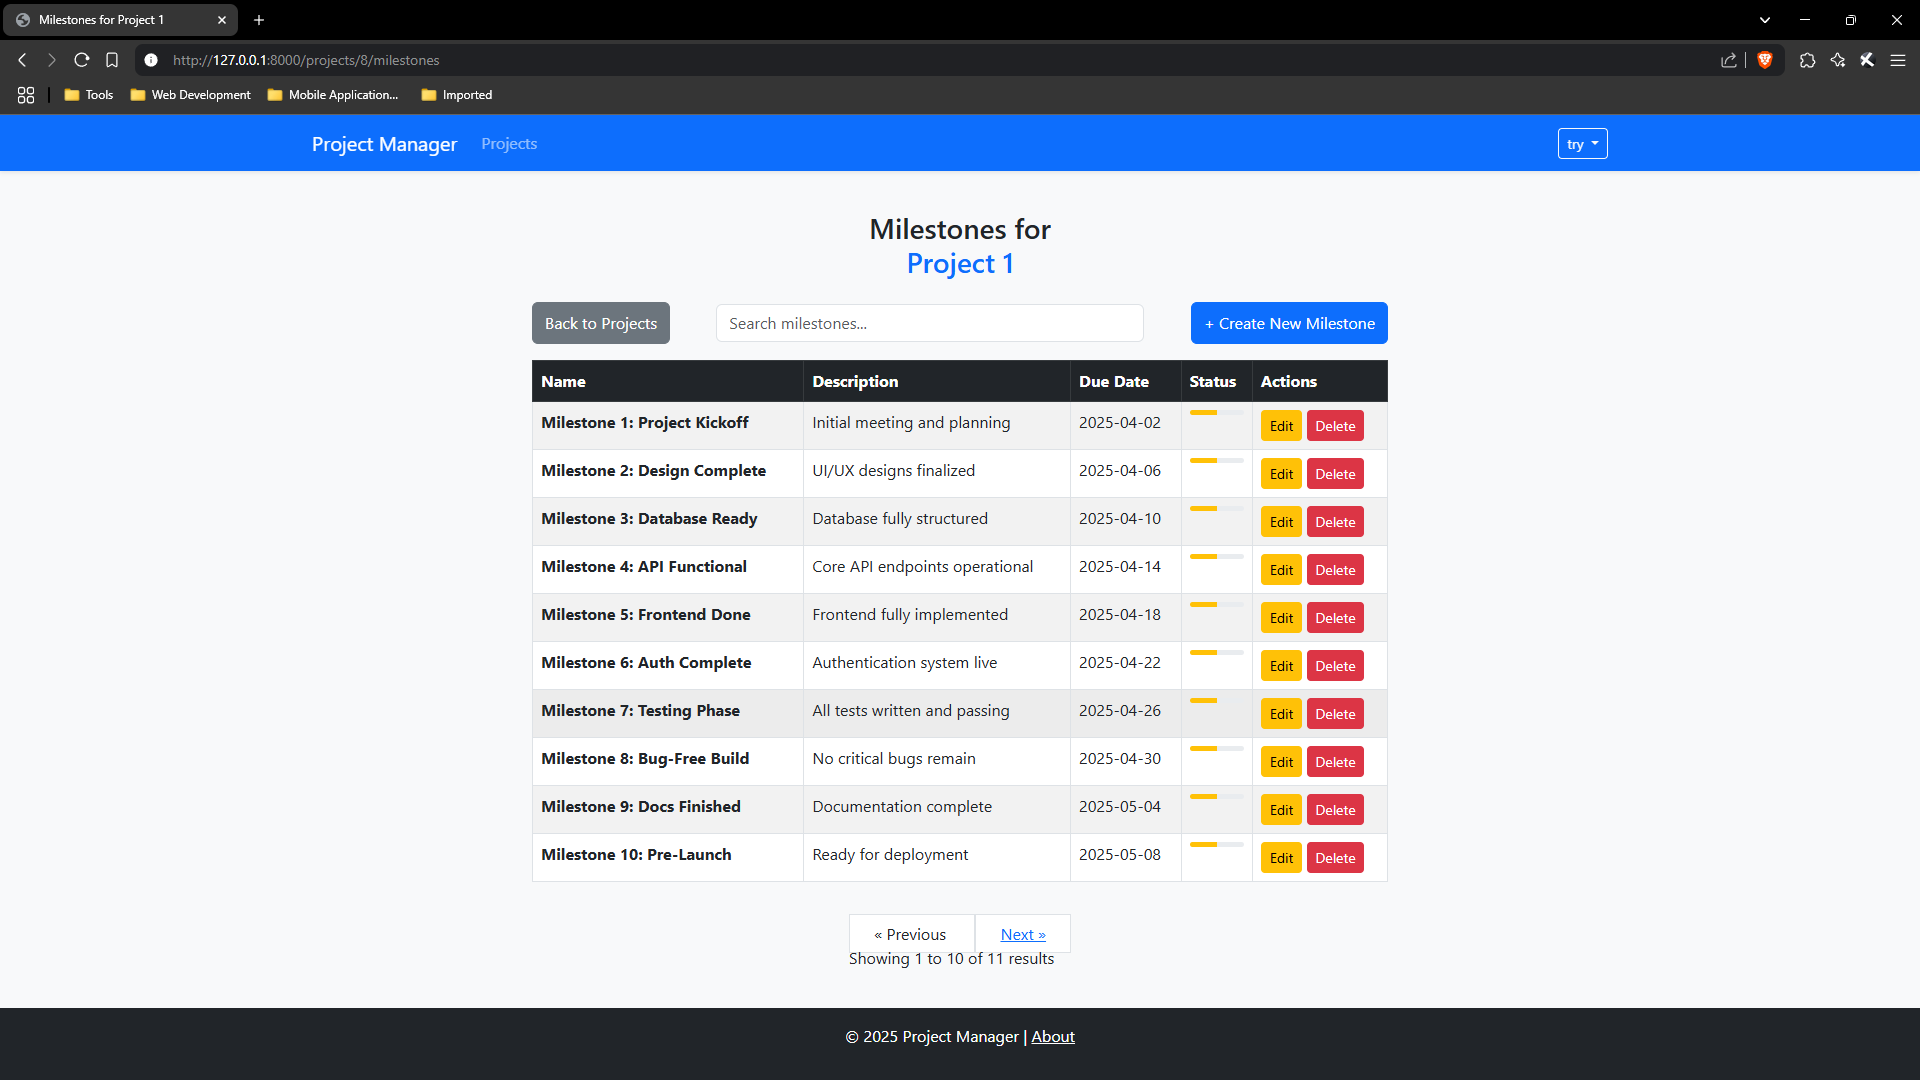 Milestones for Project 1
http://127.0.0.1:8000/projects/8/milestones
Tools Web Development Mobile Application... Imported
Project Manager Projects try
Milestones for
Project 1
Back to Projects Search milestones... + Create New Milestone
Name Description Due Date Status Actions
Milestone 1: Project Kickoff Initial meeting and planning 2025-04-02 Edit Delete
Milestone 2: Design Complete UI/UX designs finalized 2025-04-06 Edit Delete
Milestone 3: Database Ready Database fully structured 2025-04-10 Edit Delete
Milestone 4: API Functional Core API endpoints operational 2025-04-14 Edit Delete
Milestone 5: Frontend Done Frontend fully implemented 2025-04-18 Edit Delete
Milestone 6: Auth Complete Authentication system live 2025-04-22 Edit Delete
Milestone 7: Testing Phase All tests written and passing 2025-04-26 Edit Delete
Milestone 8: Bug-Free Build No critical bugs remain 2025-04-30 Edit Delete
Milestone 9: Docs Finished Documentation complete 2025-05-04 Edit Delete
Milestone 10: Pre-Launch Ready for deployment 2025-05-08 Edit Delete
« Previous Next »
Showing 1 to 10 of 11 results
© 2025 Project Manager | About